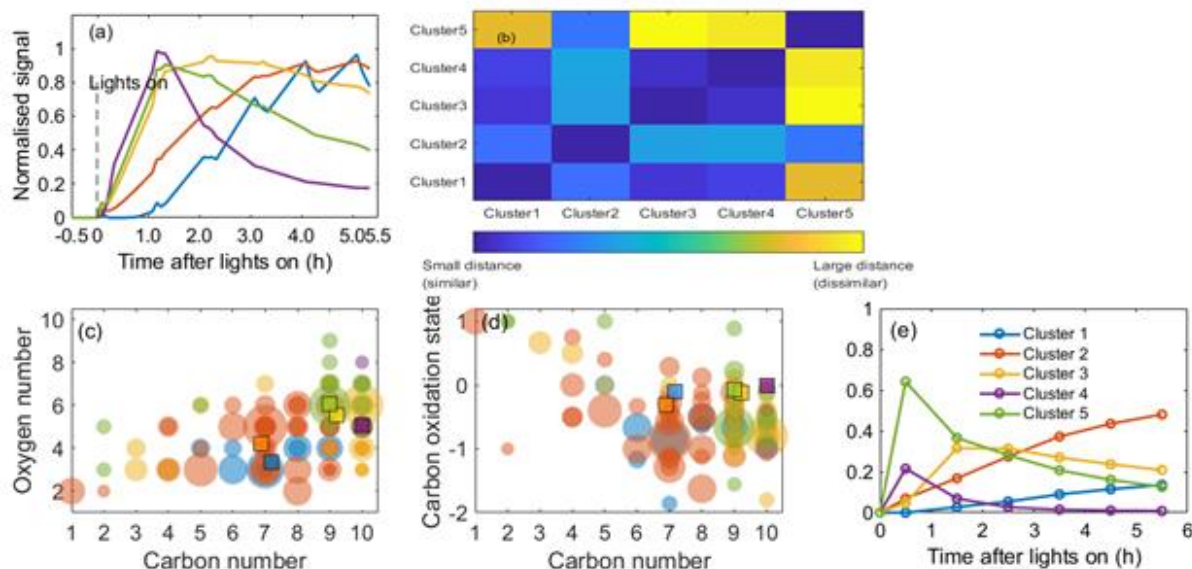 (a)
Normalised signal
1
0.8
0.6
0.4
0.2
0
Lights on
-0.5 0 1.0 2.0 3.0 4.0 5.05.5
Time after lights on (h)
(b)
Cluster5
Cluster4
Cluster3
Cluster2
Cluster1
Cluster1 Cluster2 Cluster3 Cluster4 Cluster5
Small distance
(similar)
Large distance
(dissimilar)
(c)
Oxygen number
10
8
6
4
2
1 2 3 4 5 6 7 8 9 10
Carbon number
(d)
Carbon oxidation state
1
0
-1
-2
1 2 3 4 5 6 7 8 9 10
Carbon number
(e)
1
0.8
0.6
0.4
0.2
0
Cluster 1
Cluster 2
Cluster 3
Cluster 4
Cluster 5
0 1 2 3 4 5 6
Time after lights on (h)